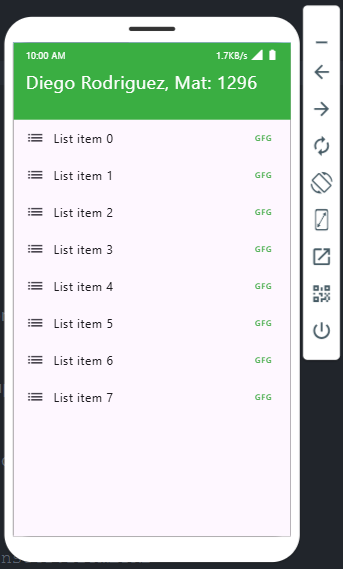 10:00 AM 1.7KB/s
Diego Rodriguez, Mat: 1296
List item 0 GFG
List item 1 GFG
List item 2 GFG
List item 3 GFG
List item 4 GFG
List item 5 GFG
List item 6 GFG
List item 7 GFG